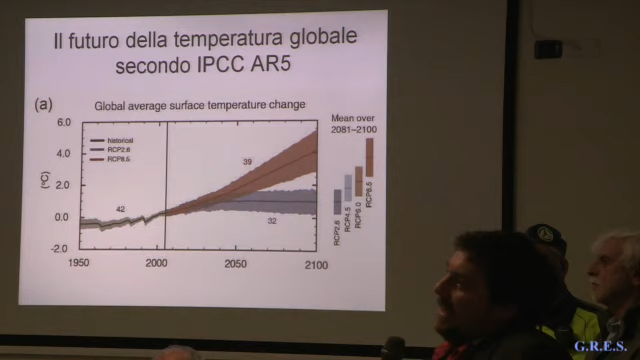 Il futuro della temperatura globale
secondo IPCC AR5
(a)
Global average surface temperature change
Mean over
2081–2100
6.0
4.0
2.0
0.0
-2.0
(°C)
historical
RCP2.6
RCP8.5
42
39
32
1950
2000
2050
2100
RCP2.6
RCP4.5
RCP6.0
RCP8.5
G.R.E.S.